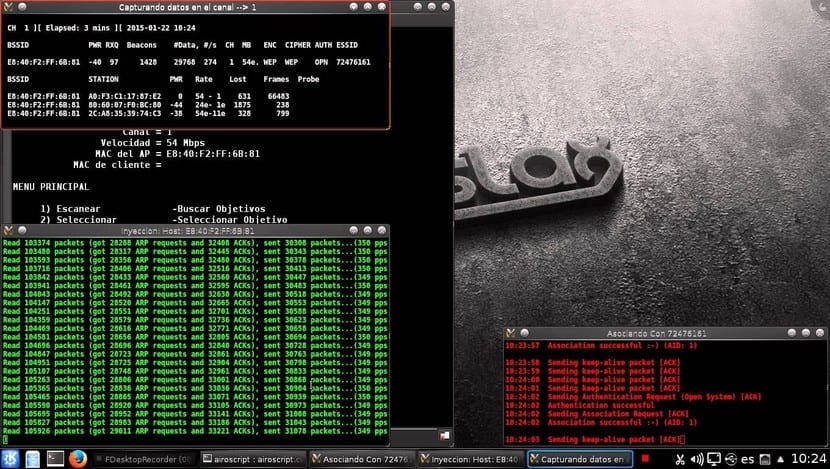 Capturando datos en el canal --> 1
CH 1 ][ Elapsed: 3 mins ][ 2015-01-22 10:24
BSSID PWR RXQ Beacons #Data, #/s CH MB ENC CIPHER AUTH ESSID
E8:40:F2:FF:6B:81 -40 97 1428 29768 274 1 54e. WEP WEP OPN 72476161
BSSID STATION PWR Rate Lost Frames Probe
E8:40:F2:FF:6B:81 A0:F3:C1:17:87:E2 0 54 - 1 631 66483
E8:40:F2:FF:6B:81 80:60:07:F0:BC:80 -44 24e- 1e 1875 238
E8:40:F2:FF:6B:81 2C:A8:35:39:74:C3 -38 54e-11e 328 799
Canal = 1
Velocidad = 54 Mbps
MAC del AP = E8:40:F2:FF:6B:81
MAC de cliente =
MENU PRINCIPAL
1) Escanear -Buscar Objetivos
2) Seleccionar -Seleccionar Objetivo
slax
Inyeccion: Host: E8:40:F2:FF:6B:81
Read 103374 packets (got 28288 ARP requests and 32408 ACKs), sent 30308 packets...(350 pps
Read 103480 packets (got 28317 ARP requests and 32445 ACKs), sent 30343 packets...(350 pps
Read 103593 packets (got 28356 ARP requests and 32480 ACKs), sent 30378 packets...(350 pps
Read 103716 packets (got 28406 ARP requests and 32516 ACKs), sent 30413 packets...(350 pps
Read 103842 packets (got 28433 ARP requests and 32560 ACKs), sent 30447 packets...(349 pps
Read 103941 packets (got 28461 ARP requests and 32595 ACKs), sent 30483 packets...(350 pps
Read 104043 packets (got 28492 ARP requests and 32630 ACKs), sent 30518 packets...(350 pps
Read 104147 packets (got 28520 ARP requests and 32665 ACKs), sent 30553 packets...(350 pps
Read 104251 packets (got 28551 ARP requests and 32701 ACKs), sent 30588 packets...(350 pps
Read 104359 packets (got 28579 ARP requests and 32736 ACKs), sent 30623 packets...(349 pps
Read 104469 packets (got 28616 ARP requests and 32771 ACKs), sent 30658 packets...(349 pps
Read 104581 packets (got 28656 ARP requests and 32805 ACKs), sent 30694 packets...(350 pps
Read 104696 packets (got 28696 ARP requests and 32840 ACKs), sent 30728 packets...(349 pps
Read 104847 packets (got 28723 ARP requests and 32861 ACKs), sent 30763 packets...(349 pps
Read 104951 packets (got 28725 ARP requests and 32904 ACKs), sent 30798 packets...(349 pps
Read 105107 packets (got 28748 ARP requests and 32961 ACKs), sent 30833 packets...(349 pps
Read 105263 packets (got 28806 ARP requests and 33001 ACKs), sent 30868 packets...(349 pps
Read 105365 packets (got 28836 ARP requests and 33036 ACKs), sent 30904 packets...(350 pps
Read 105465 packets (got 28865 ARP requests and 33071 ACKs), sent 30939 packets...(350 pps
Read 105590 packets (got 28920 ARP requests and 33105 ACKs), sent 30973 packets...(349 pps
Read 105695 packets (got 28952 ARP requests and 33141 ACKs), sent 31008 packets...(349 pps
Read 105827 packets (got 28983 ARP requests and 33186 ACKs), sent 31043 packets...(349 pps
Read 105926 packets (got 29011 ARP requests and 33221 ACKs), sent 31078 packets...(349 pps
Asociando Con 72476161
10:23:57 Association successful :-) (AID: 1)
10:23:58 Sending keep-alive packet [ACK]
10:23:59 Sending keep-alive packet [ACK]
10:24:00 Sending keep-alive packet [ACK]
10:24:01 Sending keep-alive packet [ACK]
10:24:02 Sending Authentication Request (Open System) [ACK]
10:24:02 Authentication successful
10:24:02 Sending Association Request [ACK]
10:24:02 Association successful :-) (AID: 1)
10:24:03 Sending keep-alive packet [ACK]
FDesktopRecorder (00
airoscript : airoscript.c
Asociando Con 7247
Inyeccion: Host: E8:40
Capturando datos en
es
10:24